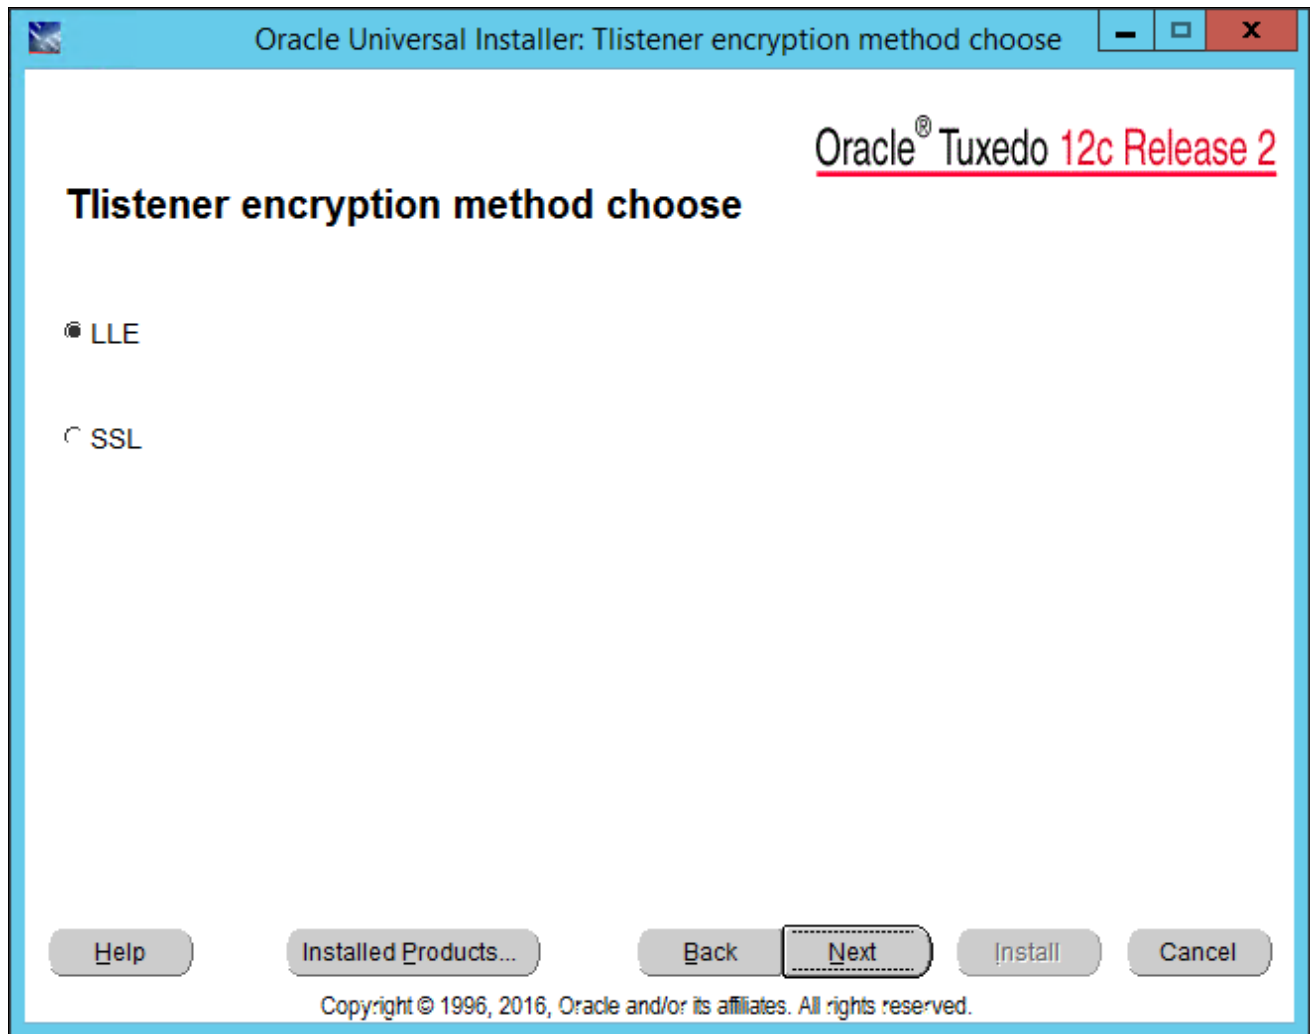 Oracle Universal Installer: Tlistener encryption method choose
Oracle® Tuxedo 12c Release 2
Tlistener encryption method choose
LLE
SSL
Help Installed Products... Back Next Install Cancel
Copyright © 1996, 2016, Oracle and/or its affiliates. All rights reserved.